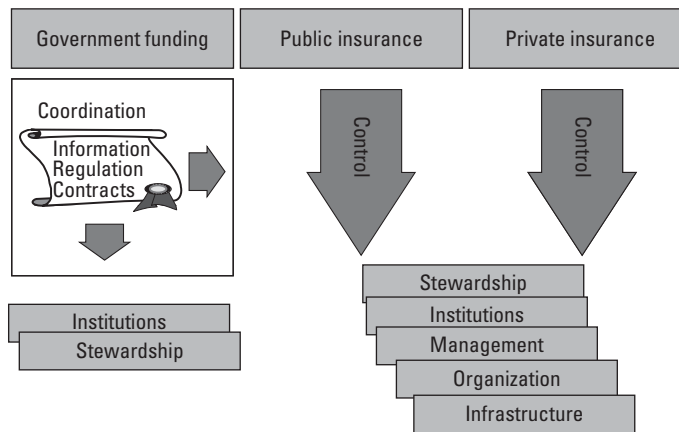 Government funding
Public insurance
Private insurance
Coordination
Information
Regulation
Contracts
Control
Control
Institutions
Stewardship
Stewardship
Institutions
Management
Organization
Infrastructure